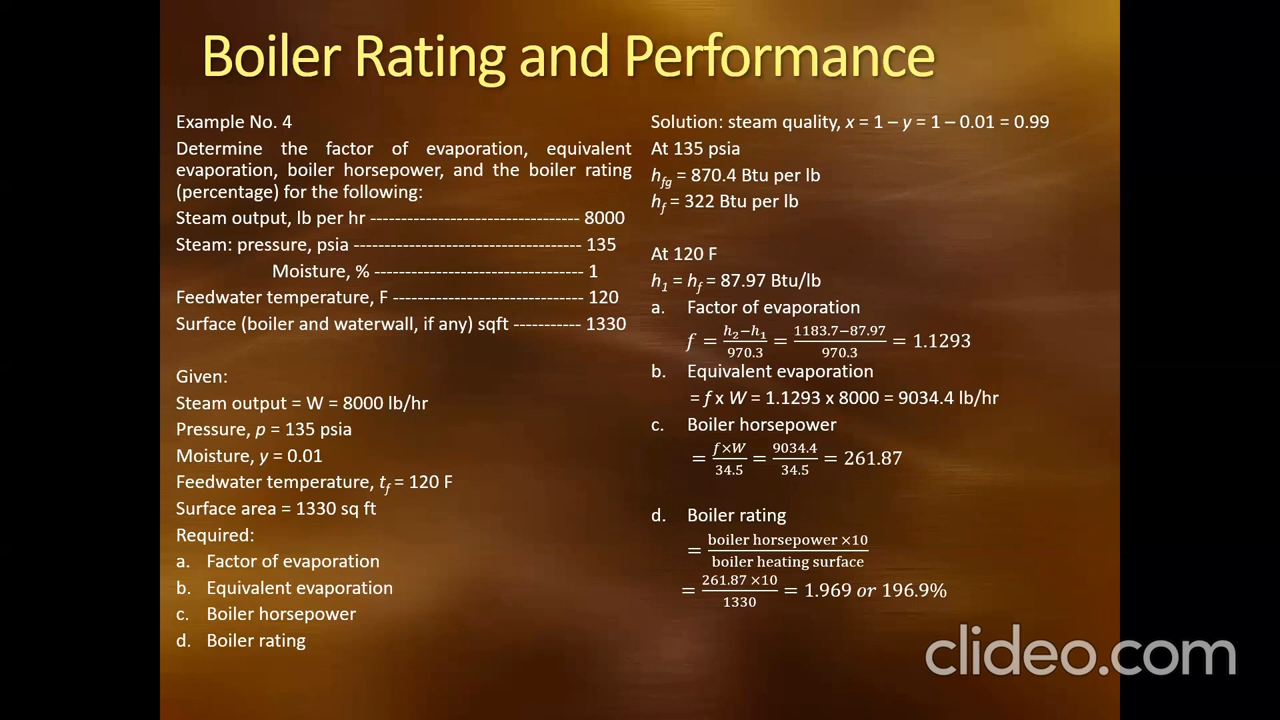 Boiler Rating and Performance
Example No. 4
Determine the factor of evaporation, equivalent
evaporation, boiler horsepower, and the boiler rating
(percentage) for the following:
Steam output, lb per hr ---------------------------------- 8000
Steam: pressure, psia ------------------------------------- 135
Moisture, % ---------------------------------- 1
Feedwater temperature, F ------------------------------- 120
Surface (boiler and waterwall, if any) sqft ----------- 1330
Given:
Steam output = W = 8000 lb/hr
Pressure, p = 135 psia
Moisture, y = 0.01
Feedwater temperature, t_f = 120 F
Surface area = 1330 sq ft
Required:
a. Factor of evaporation
b. Equivalent evaporation
c. Boiler horsepower
d. Boiler rating
Solution: steam quality, x = 1 – y = 1 – 0.01 = 0.99
At 135 psia
h_fg = 870.4 Btu per lb
h_f = 322 Btu per lb
At 120 F
h_1 = h_f = 87.97 Btu/lb
a. Factor of evaporation
f = (h_2−h_1)/970.3 = (1183.7−87.97)/970.3 = 1.1293
b. Equivalent evaporation
= f x W = 1.1293 x 8000 = 9034.4 lb/hr
c. Boiler horsepower
= (f×W)/34.5 = 9034.4/34.5 = 261.87
d. Boiler rating
= (boiler horsepower ×10)/(boiler heating surface)
= (261.87 ×10)/1330 = 1.969 or 196.9%
clideo.com